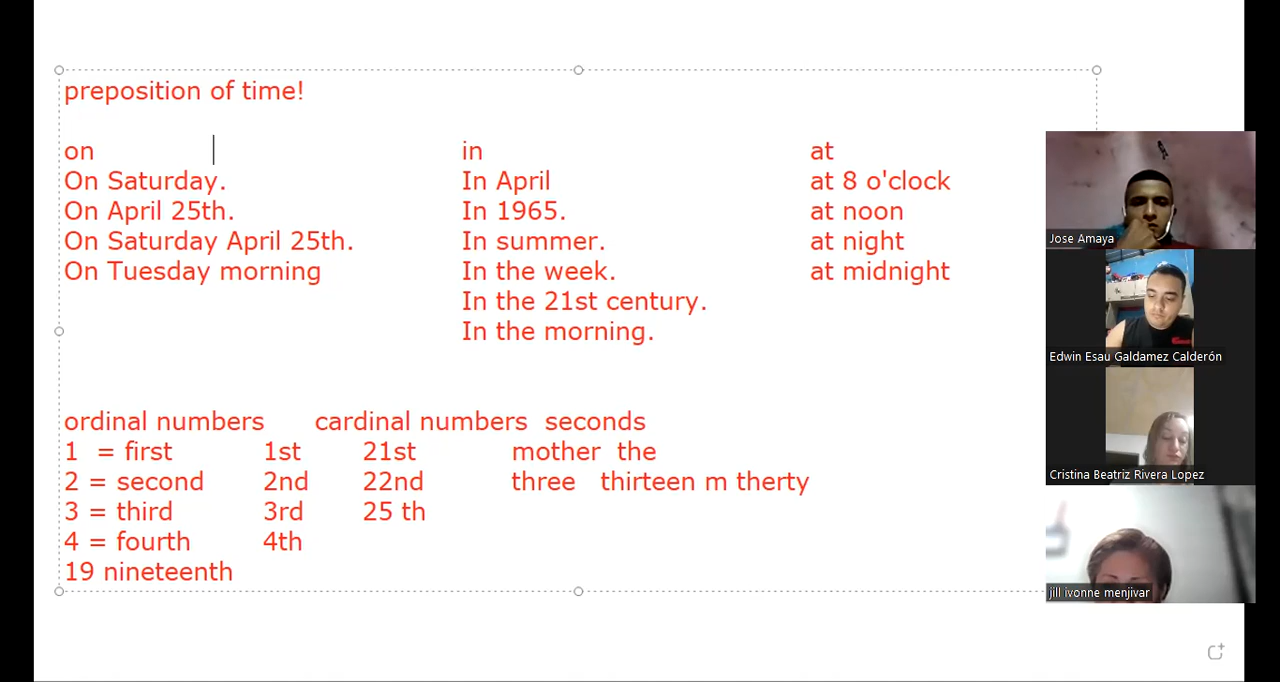 preposition of time!
on in at
On Saturday. In April at 8 o'clock
On April 25th. In 1965. at noon
On Saturday April 25th. In summer. at night
On Tuesday morning In the week. at midnight
In the 21st century.
In the morning.
ordinal numbers cardinal numbers seconds
1 = first 1st 21st mother the
2 = second 2nd 22nd three thirteen m therty
3 = third 3rd 25 th
4 = fourth 4th
19 nineteenth
Jose Amaya
Edwin Esau Galdamez Calderón
Cristina Beatriz Rivera Lopez
jill ivonne menjivar